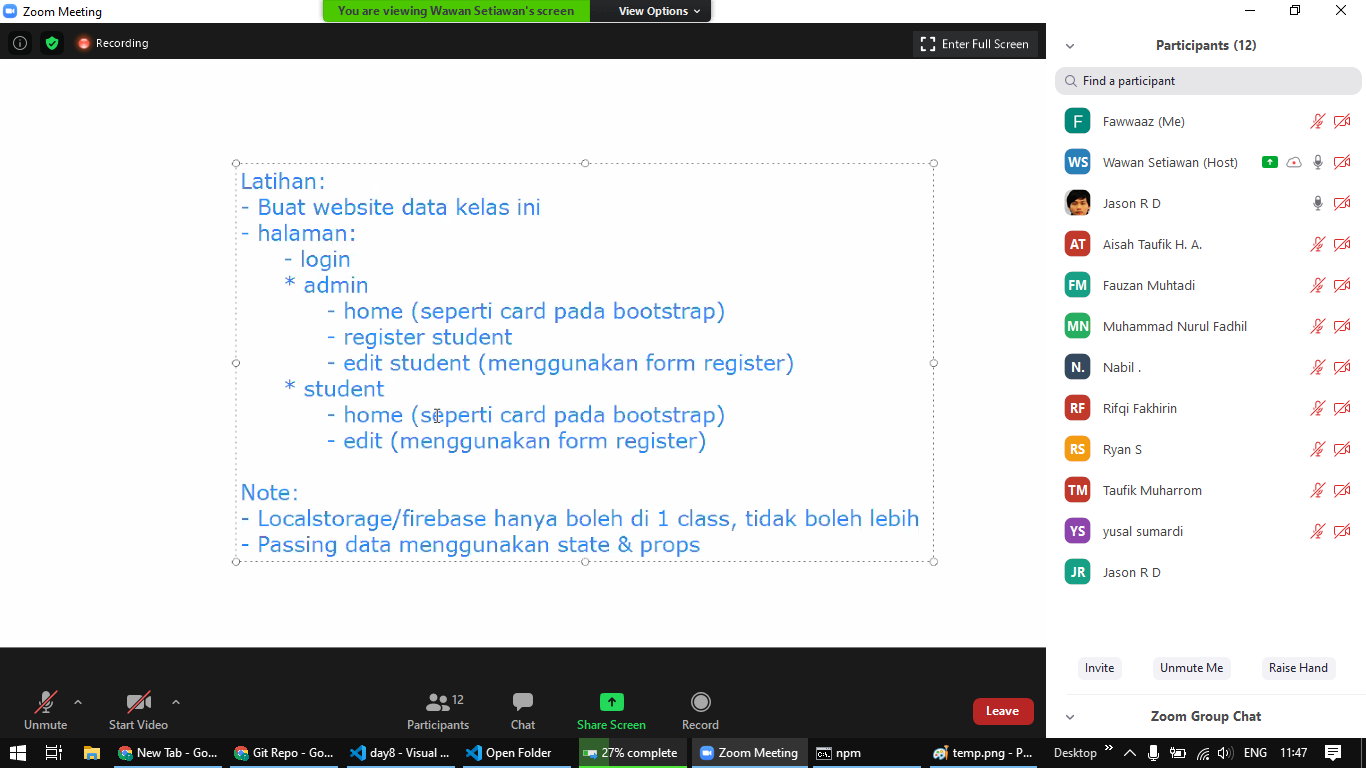 Zoom Meeting
You are viewing Wawan Setiawan's screen
View Options
Recording
Enter Full Screen
Latihan:
- Buat website data kelas ini
- halaman:
- login
* admin
- home (seperti card pada bootstrap)
- register student
- edit student (menggunakan form register)
* student
- home (seperti card pada bootstrap)
- edit (menggunakan form register)
Note:
- Localstorage/firebase hanya boleh di 1 class, tidak boleh lebih
- Passing data menggunakan state & props
Participants (12)
Find a participant
F Fawwaaz (Me)
WS Wawan Setiawan (Host)
Jason R D
AT Aisah Taufik H. A.
FM Fauzan Muhtadi
MN Muhammad Nurul Fadhil
N. Nabil .
RF Rifqi Fakhirin
RS Ryan S
TM Taufik Muharrom
YS yusal sumardi
JR Jason R D
Invite
Unmute Me
Raise Hand
Zoom Group Chat
Unmute
Start Video
12
Participants
Chat
Share Screen
Record
Leave
New Tab - Go...
Git Repo - Go...
day8 - Visual ...
Open Folder
27% complete
Zoom Meeting
npm
temp.png - P...
Desktop
ENG
11:47